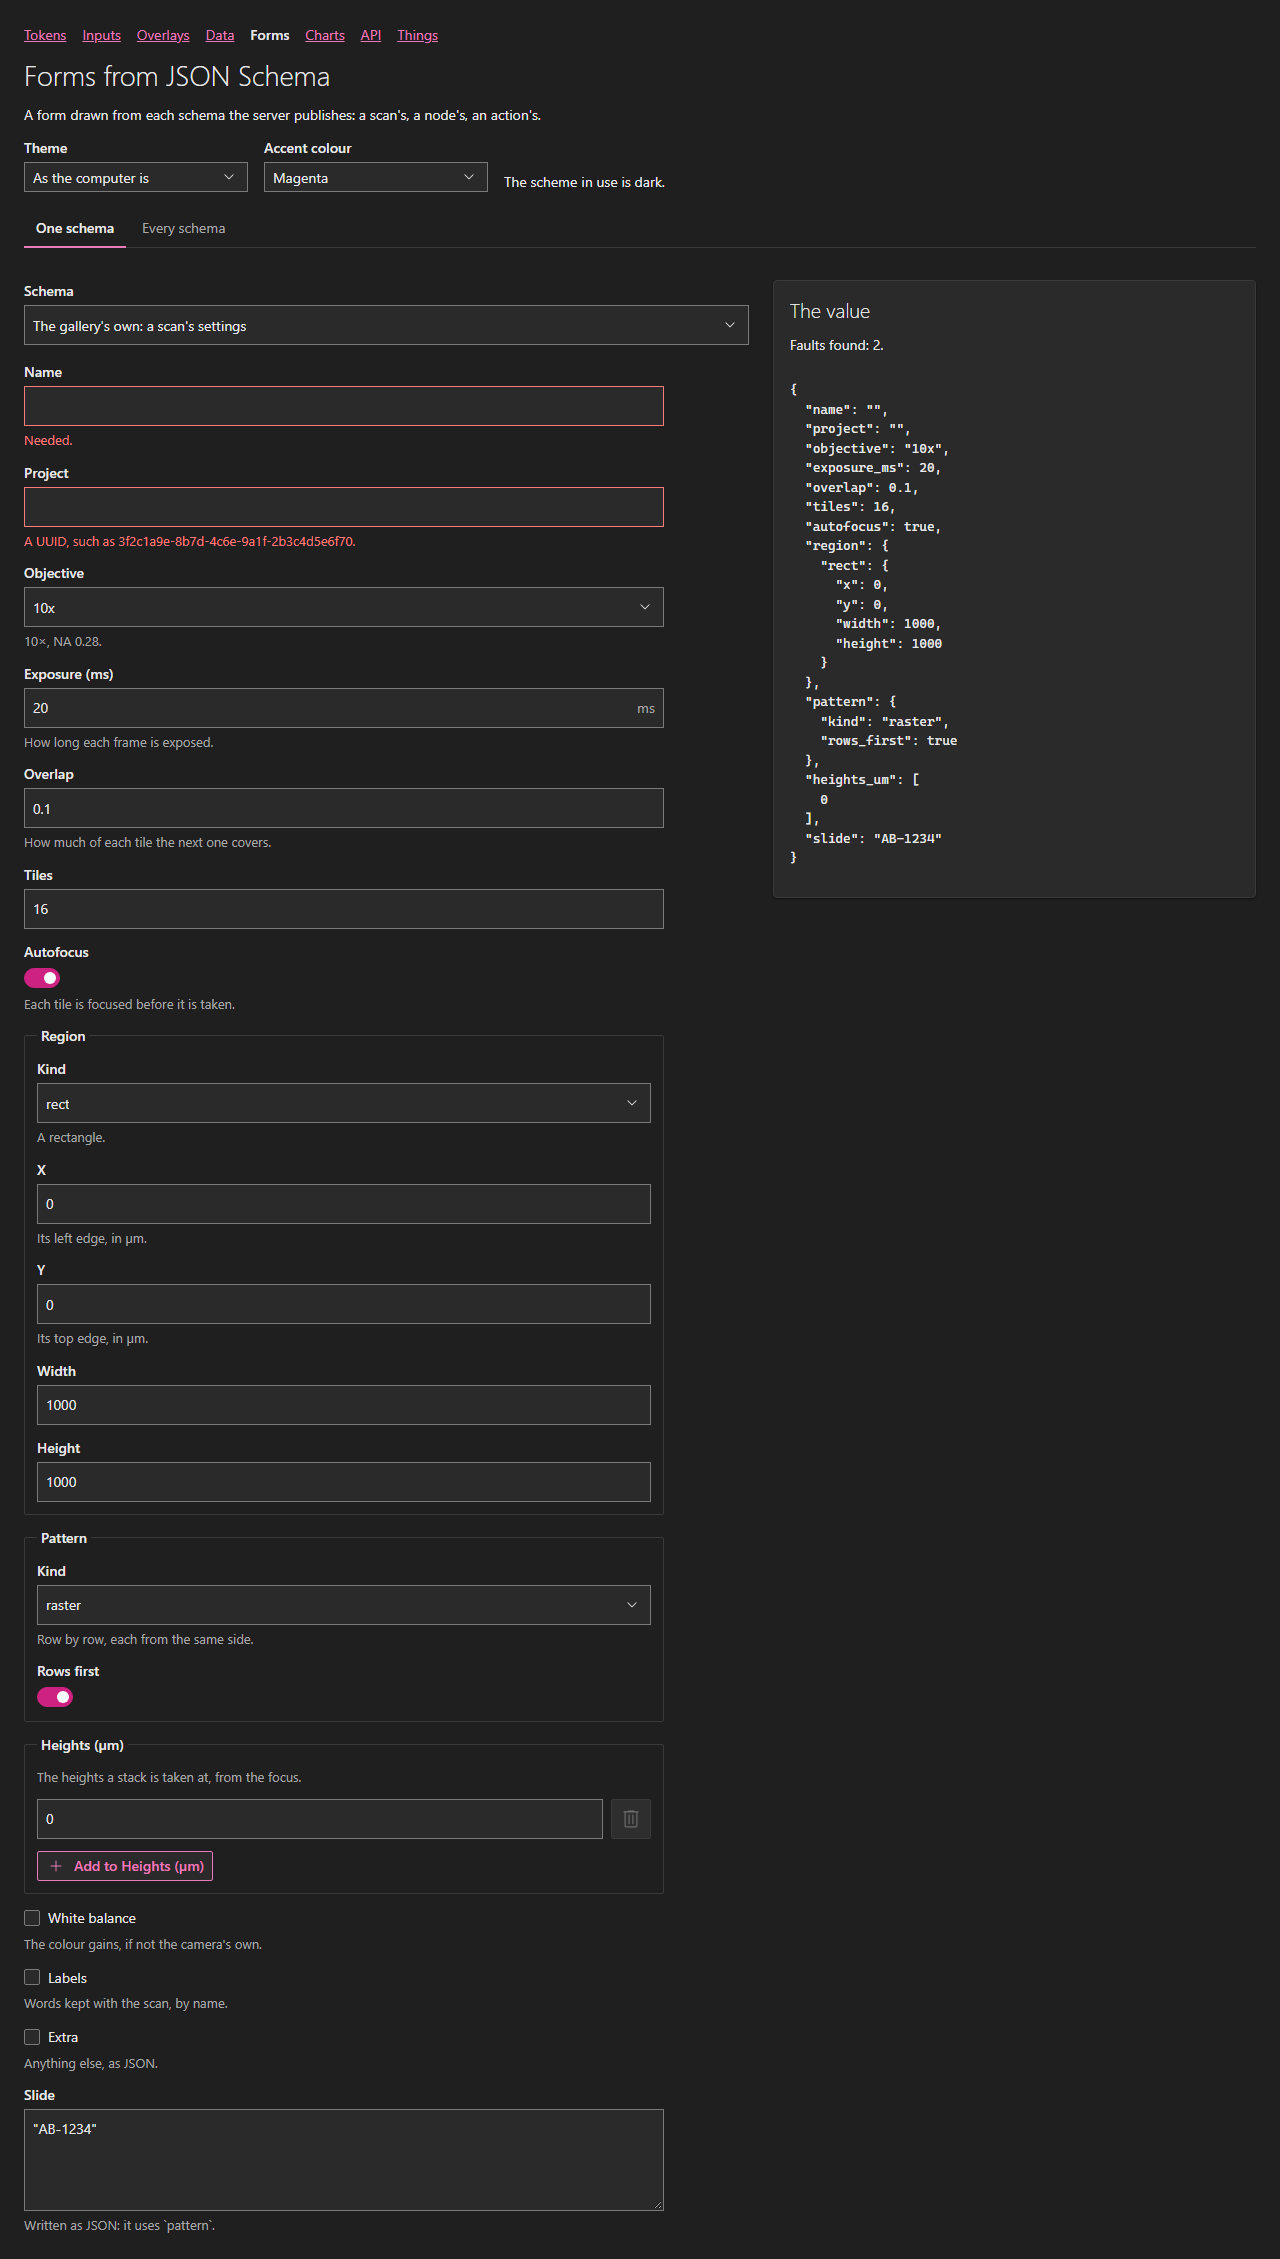 Tokens Inputs Overlays Data Forms Charts API Things
Forms from JSON Schema
A form drawn from each schema the server publishes: a scan's, a node's, an action's.
Theme
As the computer is
Accent colour
Magenta
The scheme in use is dark.
One schema Every schema
Schema
The gallery's own: a scan's settings
Name
Needed.
Project
A UUID, such as 3f2c1a9e-8b7d-4c6e-9a1f-2b3c4d5e6f70.
Objective
10x
10×, NA 0.28.
Exposure (ms)
20 ms
How long each frame is exposed.
Overlap
0.1
How much of each tile the next one covers.
Tiles
16
Autofocus
Each tile is focused before it is taken.
Region
Kind
rect
A rectangle.
X
0
Its left edge, in µm.
Y
0
Its top edge, in µm.
Width
1000
Height
1000
Pattern
Kind
raster
Row by row, each from the same side.
Rows first
Heights (µm)
The heights a stack is taken at, from the focus.
0
Add to Heights (µm)
White balance
The colour gains, if not the camera's own.
Labels
Words kept with the scan, by name.
Extra
Anything else, as JSON.
Slide
"AB-1234"
Written as JSON: it uses `pattern`.
The value
Faults found: 2.
{
"name": "",
"project": "",
"objective": "10x",
"exposure_ms": 20,
"overlap": 0.1,
"tiles": 16,
"autofocus": true,
"region": {
"rect": {
"x": 0,
"y": 0,
"width": 1000,
"height": 1000
}
},
"pattern": {
"kind": "raster",
"rows_first": true
},
"heights_um": [
0
],
"slide": "AB-1234"
}